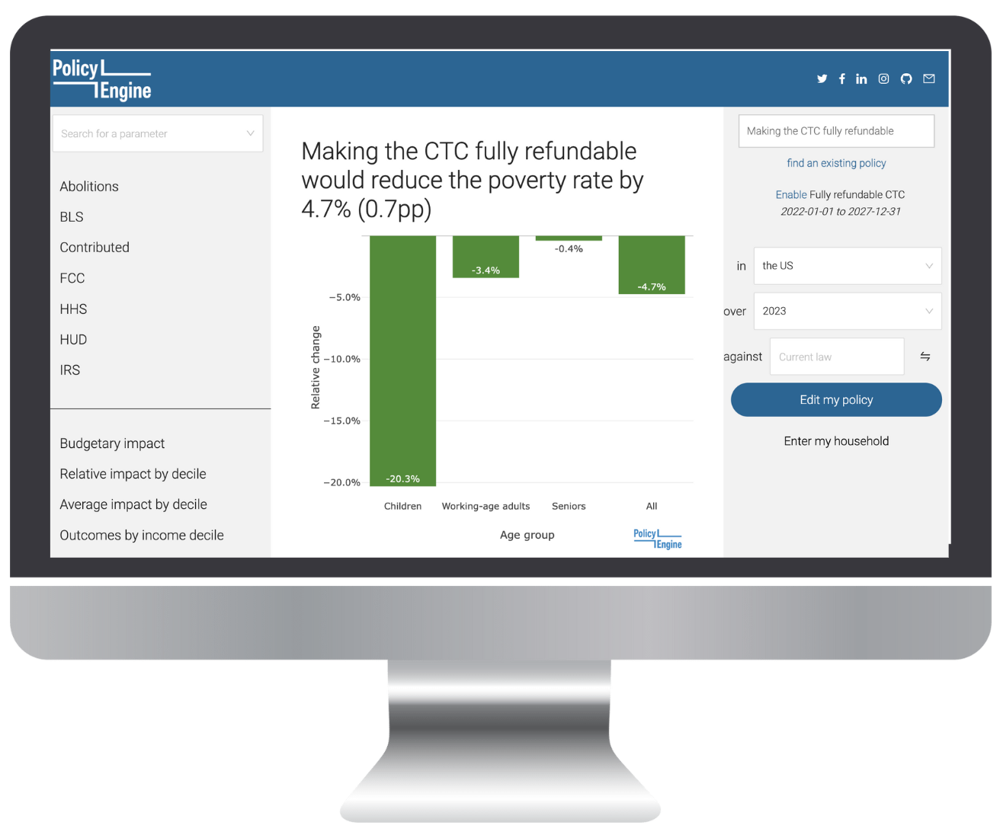 Policy
Engine
Search for a parameter
Abolitions
BLS
Contributed
FCC
HHS
HUD
IRS
Budgetary impact
Relative impact by decile
Average impact by decile
Outcomes by income decile
Making the CTC fully refundable
would reduce the poverty rate by
4.7% (0.7pp)
-0.4%
-3.4%
-4.7%
−5.0%
−10.0%
−15.0%
−20.0%
-20.3%
Relative change
Children
Working-age adults
Seniors
All
Age group
Policy
Engine
Making the CTC fully refundable
find an existing policy
Enable Fully refundable CTC
2022-01-01 to 2027-12-31
in
the US
over
2023
against
Current law
Edit my policy
Enter my household